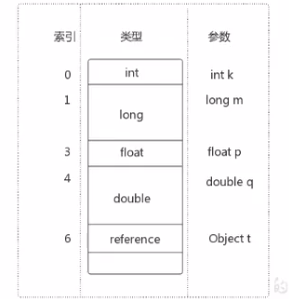 索引 类型 参数
0 int int k
1 long long m
3 float float p
4 double double q
6 reference Object t